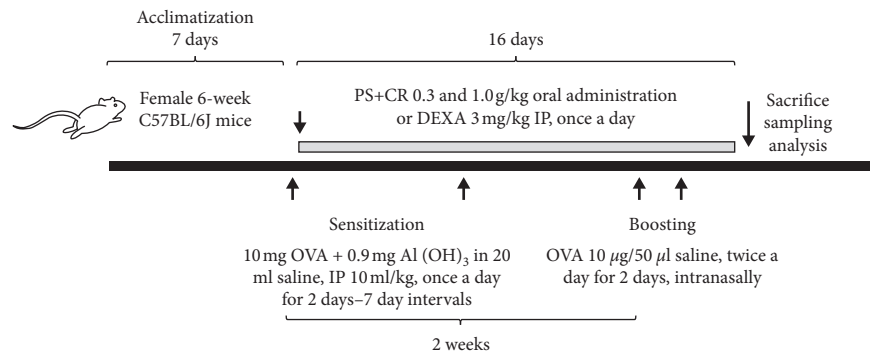 Acclimatization
7 days
16 days
Female 6-week
C57BL/6J mice
PS+CR 0.3 and 1.0 g/kg oral administration
or DEXA 3 mg/kg IP, once a day
Sacrifice
sampling
analysis
Sensitization
10 mg OVA + 0.9 mg Al (OH)₃ in 20
ml saline, IP 10 ml/kg, once a day
for 2 days–7 day intervals
Boosting
OVA 10 μg/50 μl saline, twice a
day for 2 days, intranasally
2 weeks